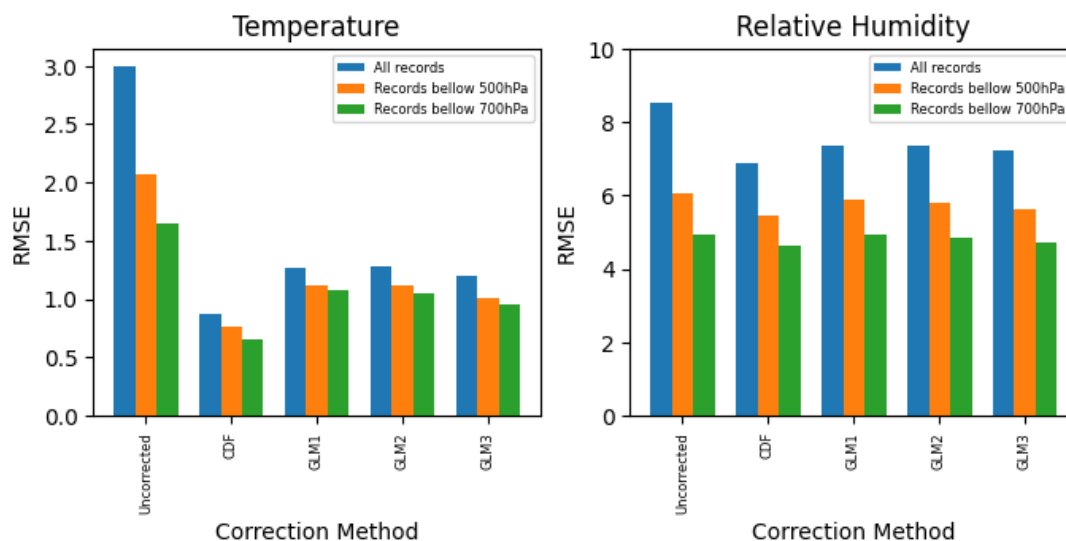 Temperature
RMSE
3.0
2.5
2.0
1.5
1.0
0.5
0.0
All records
Records bellow 500hPa
Records bellow 700hPa
Uncorrected
CDF
GLM1
GLM2
GLM3
Correction Method
Relative Humidity
RMSE
10
8
6
4
2
0
All records
Records bellow 500hPa
Records bellow 700hPa
Uncorrected
CDF
GLM1
GLM2
GLM3
Correction Method